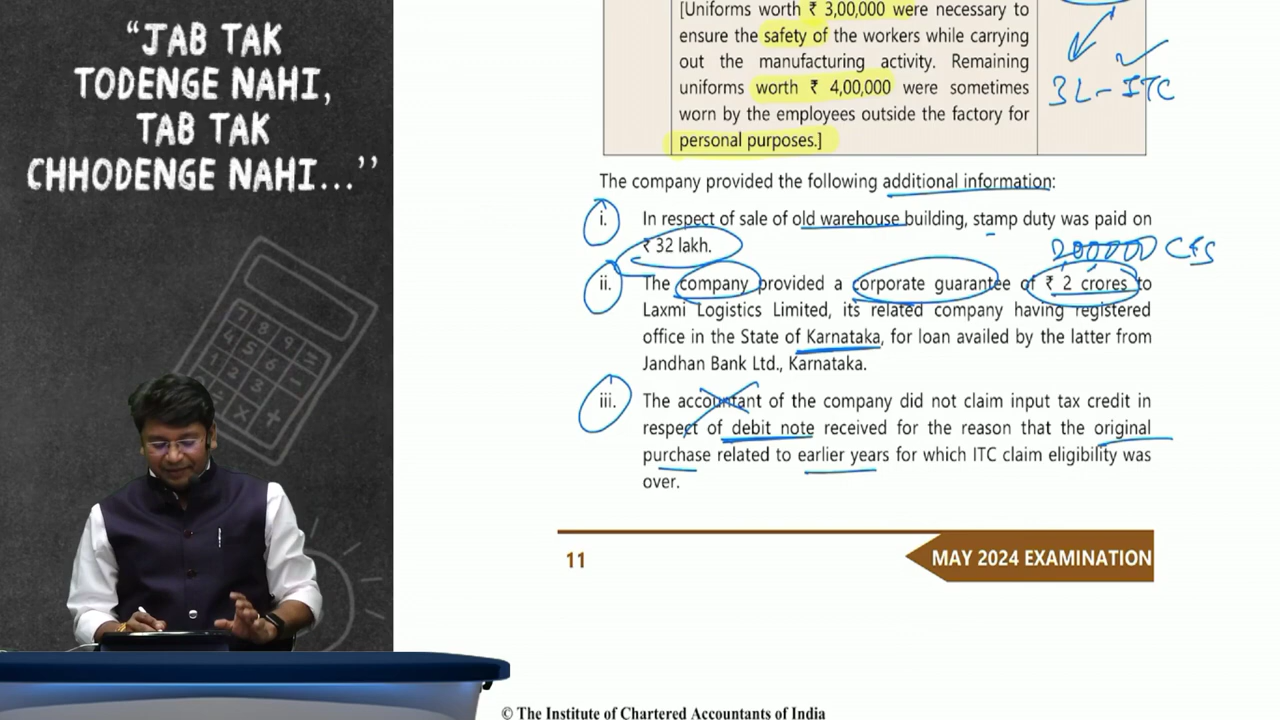 “JAB TAK
TODENGE NAHI,
TAB TAK
CHHODENGE NAHI...”
[Uniforms worth ₹ 3,00,000 were necessary to
ensure the safety of the workers while carrying
out the manufacturing activity. Remaining
uniforms worth ₹ 4,00,000 were sometimes
worn by the employees outside the factory for
personal purposes.]
3L - ITC
The company provided the following additional information:
i. In respect of sale of old warehouse building, stamp duty was paid on
₹ 32 lakh.
ii. The company provided a corporate guarantee of ₹ 2 crores to
Laxmi Logistics Limited, its related company having registered
office in the State of Karnataka, for loan availed by the latter from
Jandhan Bank Ltd., Karnataka.
iii. The accountant of the company did not claim input tax credit in
respect of debit note received for the reason that the original
purchase related to earlier years for which ITC claim eligibility was
over.
11
MAY 2024 EXAMINATION
© The Institute of Chartered Accountants of India